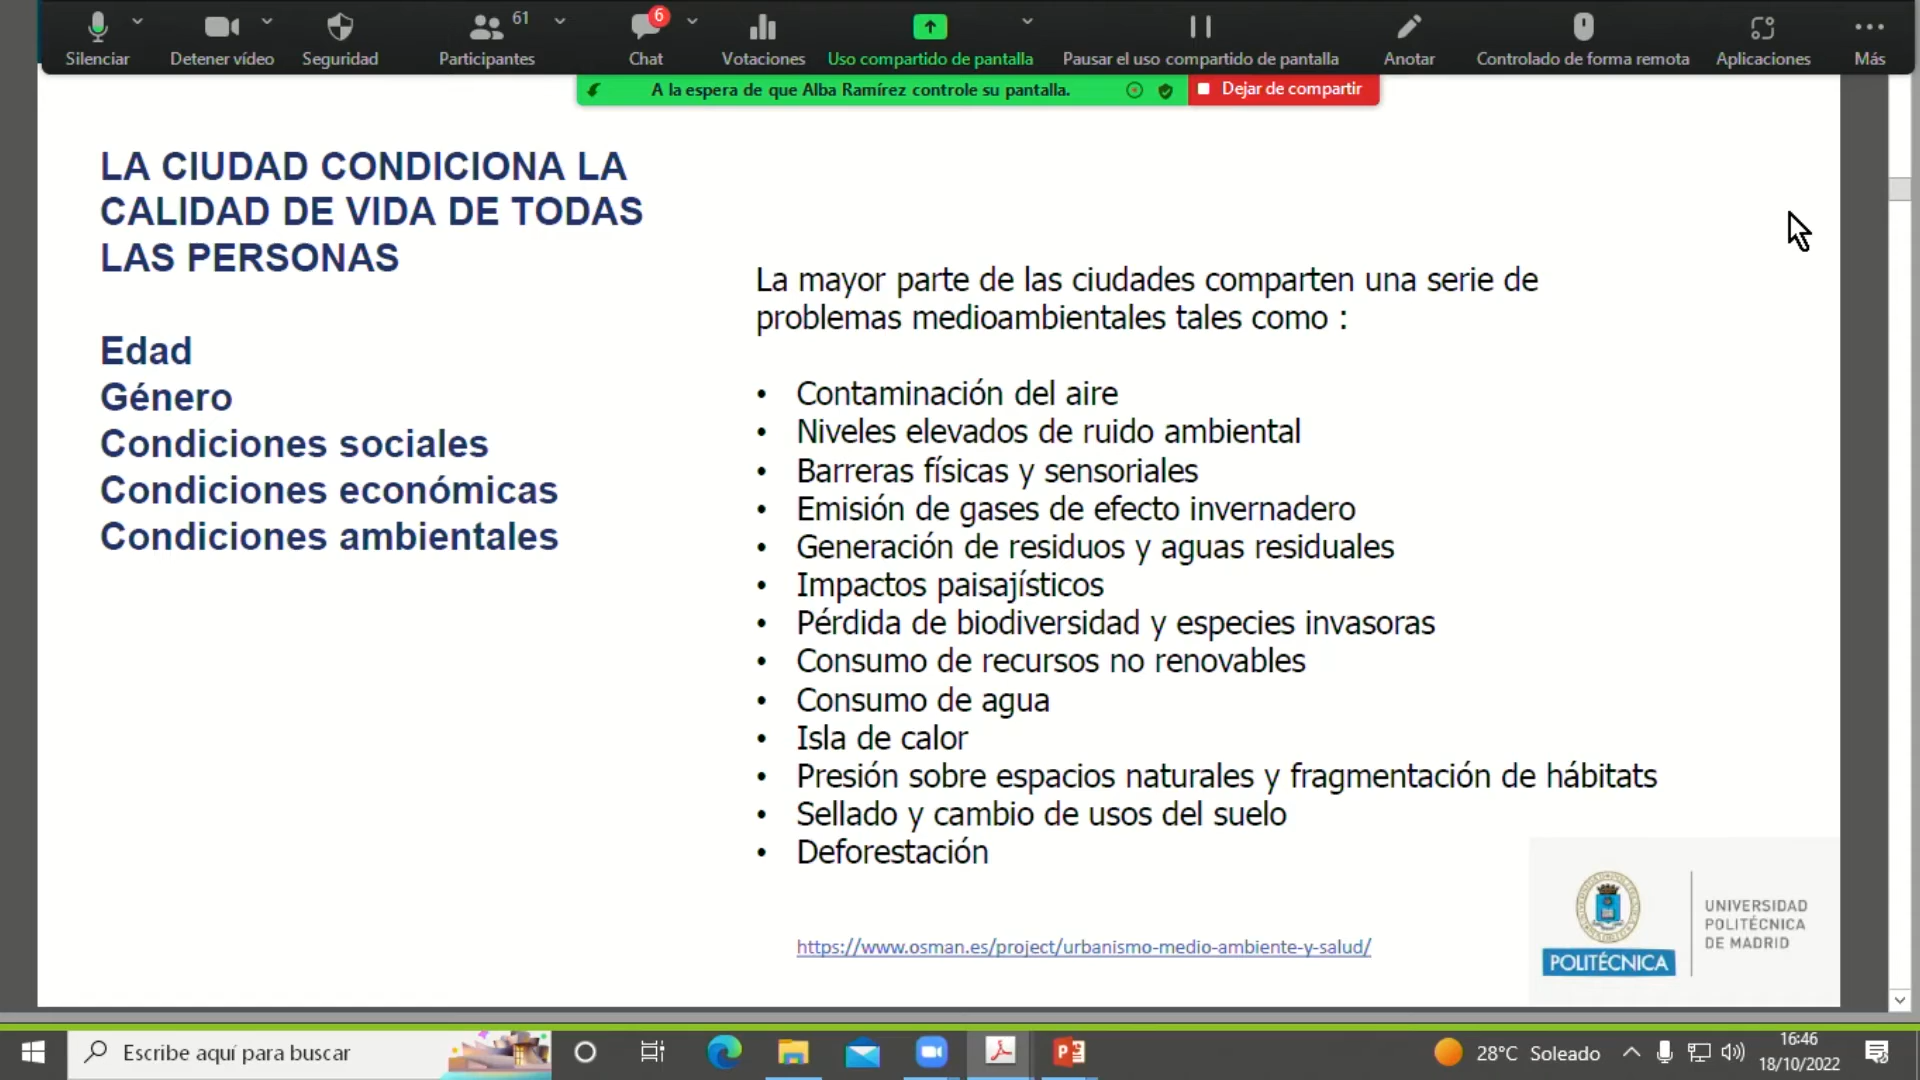 Silenciar
Detener vídeo
Seguridad
Participantes
61
Chat
6
Votaciones
Uso compartido de pantalla
Pausar el uso compartido de pantalla
Anotar
Controlado de forma remota
Aplicaciones
Más
A la espera de que Alba Ramírez controle su pantalla.
Dejar de compartir
LA CIUDAD CONDICIONA LA
CALIDAD DE VIDA DE TODAS
LAS PERSONAS
Edad
Género
Condiciones sociales
Condiciones económicas
Condiciones ambientales
La mayor parte de las ciudades comparten una serie de
problemas medioambientales tales como :
• Contaminación del aire
• Niveles elevados de ruido ambiental
• Barreras físicas y sensoriales
• Emisión de gases de efecto invernadero
• Generación de residuos y aguas residuales
• Impactos paisajísticos
• Pérdida de biodiversidad y especies invasoras
• Consumo de recursos no renovables
• Consumo de agua
• Isla de calor
• Presión sobre espacios naturales y fragmentación de hábitats
• Sellado y cambio de usos del suelo
• Deforestación
https://www.osman.es/project/urbanismo-medio-ambiente-y-salud/
POLITÉCNICA
UNIVERSIDAD
POLITÉCNICA
DE MADRID
Escribe aquí para buscar
28°C Soleado
16:46
18/10/2022